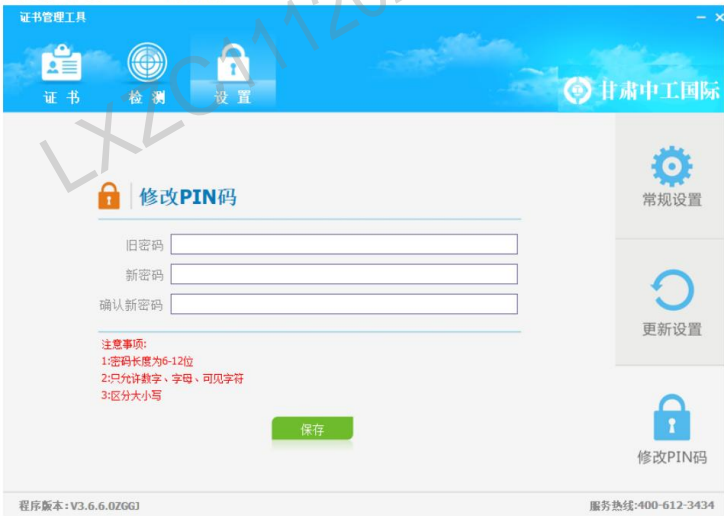 证书管理工具
证 书
检 测
设 置
甘肃中工国际
修改PIN码
旧密码
新密码
确认新密码
注意事项:
1:密码长度为6-12位
2:只允许数字、字母、可见字符
3:区分大小写
保存
常规设置
更新设置
修改PIN码
程序版本:V3.6.6.0ZGGJ
服务热线:400-612-3434